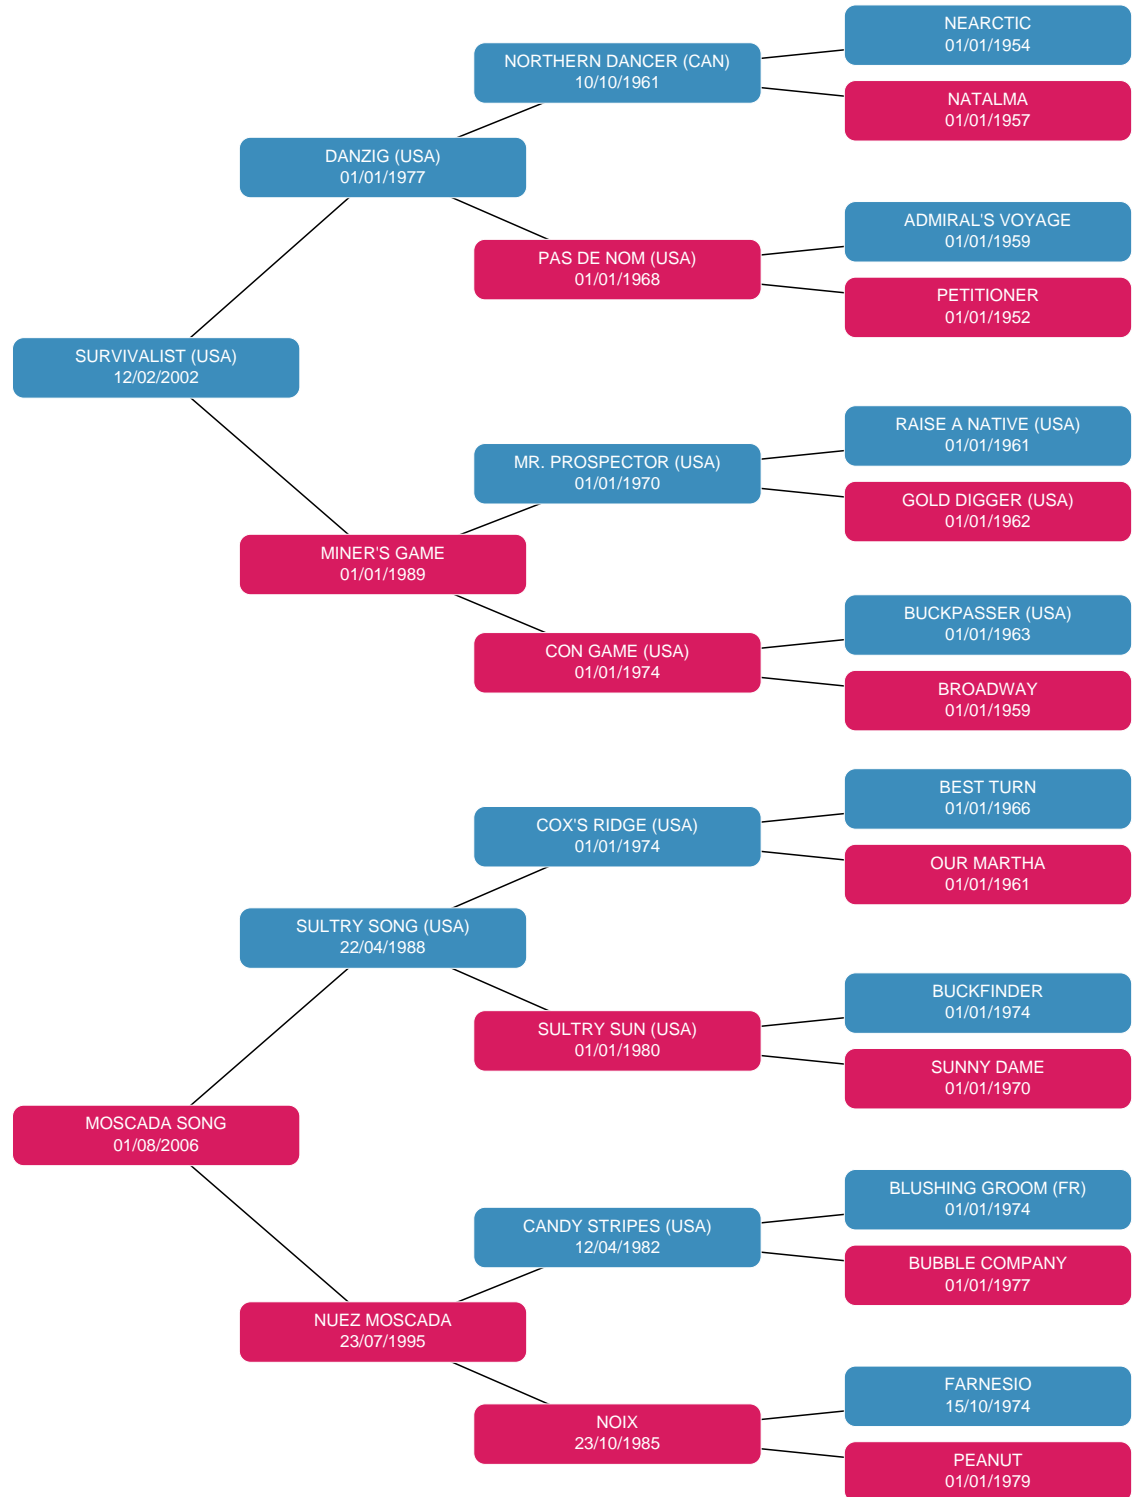 NEARCTIC
01/01/1954
NORTHERN DANCER (CAN)
10/10/1961
NATALMA
01/01/1957
DANZIG (USA)
01/01/1977
ADMIRAL'S VOYAGE
01/01/1959
PAS DE NOM (USA)
01/01/1968
PETITIONER
01/01/1952
SURVIVALIST (USA)
12/02/2002
RAISE A NATIVE (USA)
01/01/1961
MR. PROSPECTOR (USA)
01/01/1970
GOLD DIGGER (USA)
01/01/1962
MINER'S GAME
01/01/1989
BUCKPASSER (USA)
01/01/1963
CON GAME (USA)
01/01/1974
BROADWAY
01/01/1959
BEST TURN
01/01/1966
COX'S RIDGE (USA)
01/01/1974
OUR MARTHA
01/01/1961
SULTRY SONG (USA)
22/04/1988
BUCKFINDER
01/01/1974
SULTRY SUN (USA)
01/01/1980
SUNNY DAME
01/01/1970
MOSCADA SONG
01/08/2006
BLUSHING GROOM (FR)
01/01/1974
CANDY STRIPES (USA)
12/04/1982
BUBBLE COMPANY
01/01/1977
NUEZ MOSCADA
23/07/1995
FARNESIO
15/10/1974
NOIX
23/10/1985
PEANUT
01/01/1979